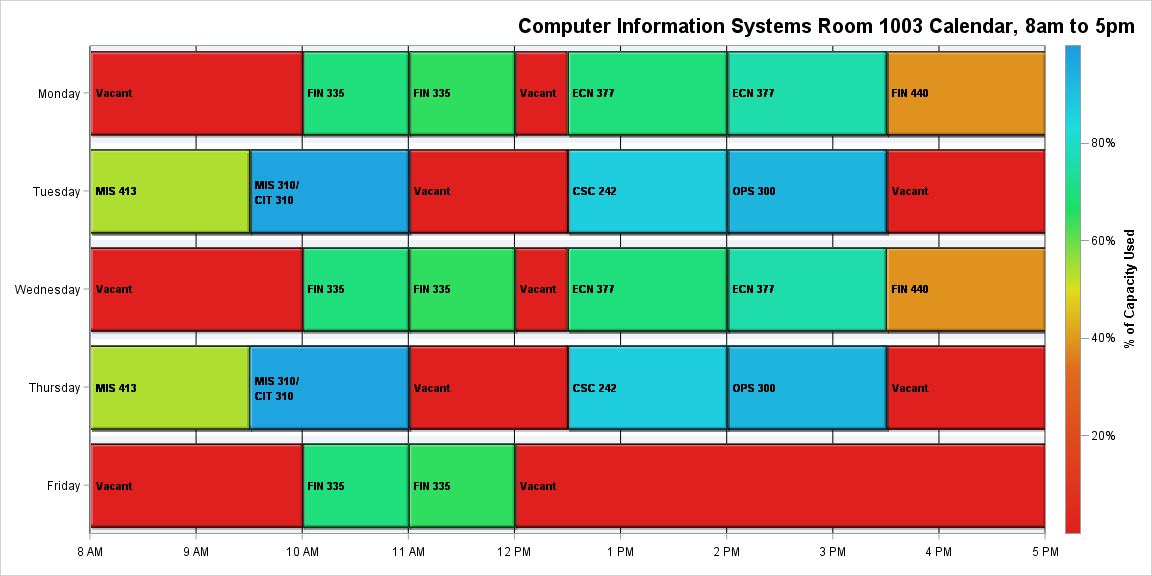 Computer Information Systems Room 1003 Calendar, 8am to 5pm
Monday
Vacant
FIN 335
FIN 335
Vacant
ECN 377
ECN 377
FIN 440
Tuesday
MIS 413
MIS 310/
CIT 310
Vacant
CSC 242
OPS 300
Vacant
Wednesday
Vacant
FIN 335
FIN 335
Vacant
ECN 377
ECN 377
FIN 440
Thursday
MIS 413
MIS 310/
CIT 310
Vacant
CSC 242
OPS 300
Vacant
Friday
Vacant
FIN 335
FIN 335
Vacant
8 AM
9 AM
10 AM
11 AM
12 PM
1 PM
2 PM
3 PM
4 PM
5 PM
80%
60%
40%
20%
% of Capacity Used